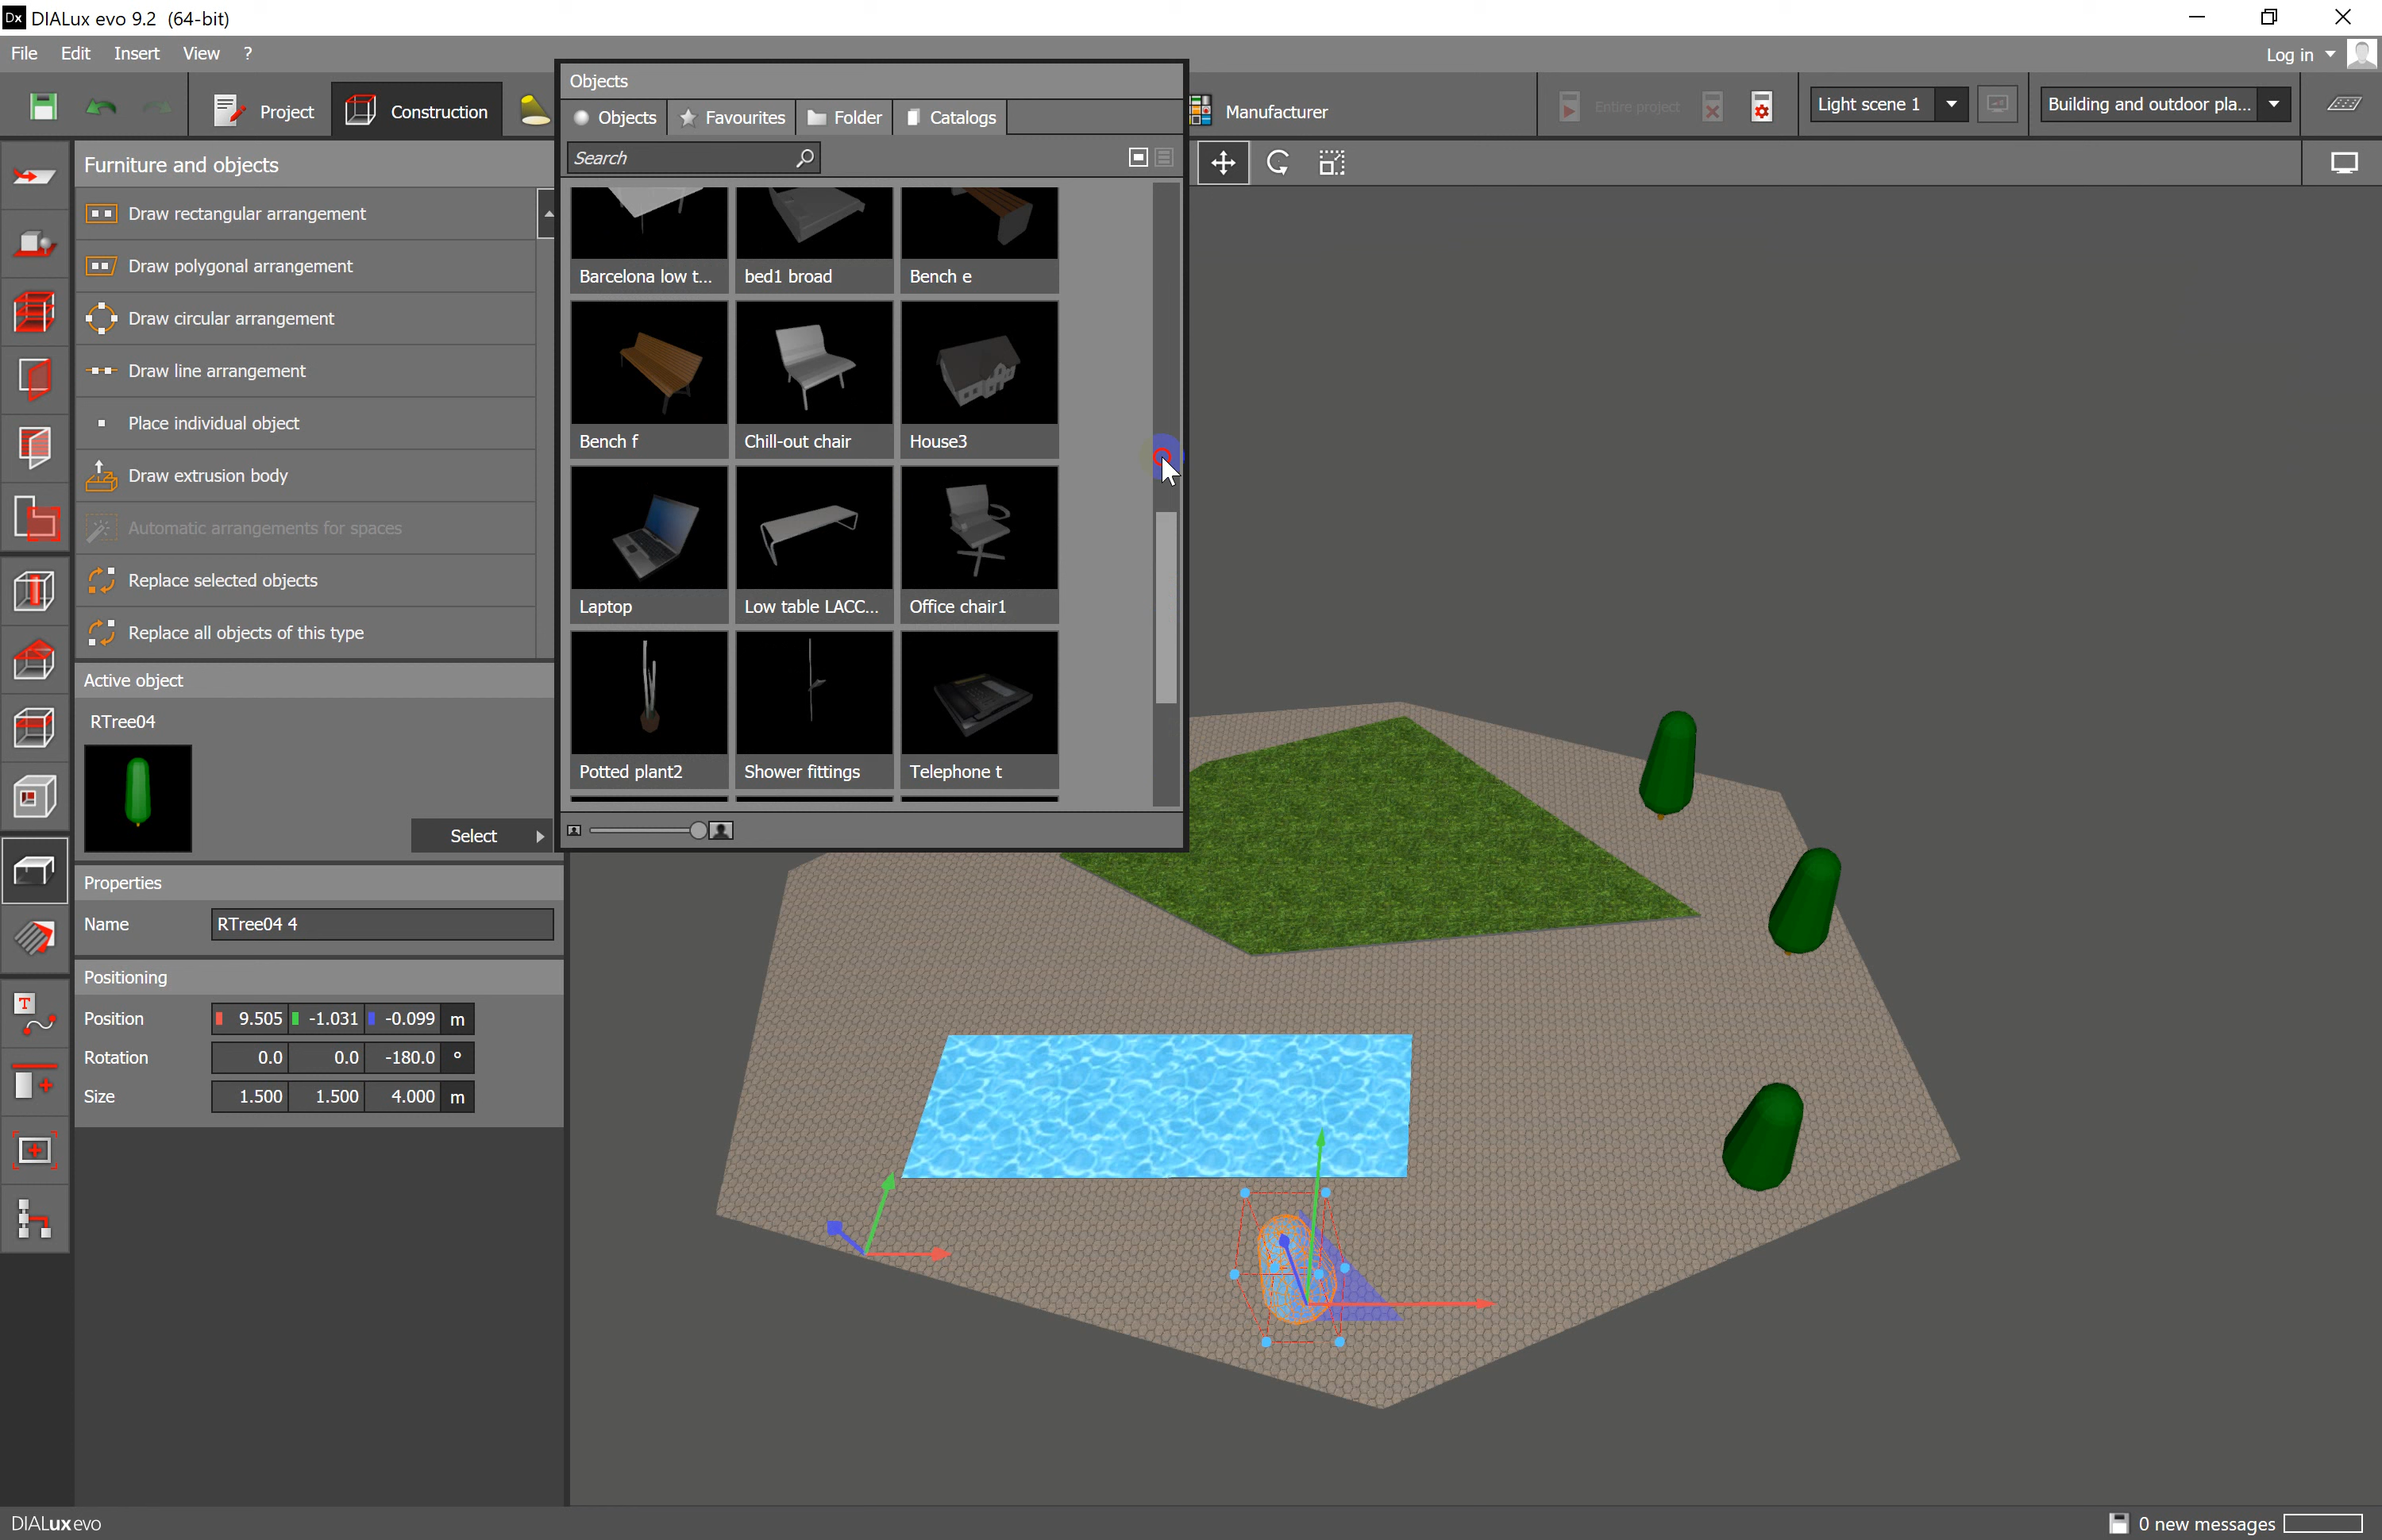 Dx DIALux evo 9.2 (64-bit)
File Edit Insert View ?
Log in
Project
Construction
Manufacturer
Entire project
Light scene 1
Building and outdoor pla...
Furniture and objects
Draw rectangular arrangement
Draw polygonal arrangement
Draw circular arrangement
Draw line arrangement
Place individual object
Draw extrusion body
Automatic arrangements for spaces
Replace selected objects
Replace all objects of this type
Active object
RTree04
Select
Properties
Name RTree04 4
Positioning
Position 9.505 -1.031 -0.099 m
Rotation 0.0 0.0 -180.0 °
Size 1.500 1.500 4.000 m
Objects
Objects Favourites Folder Catalogs
Search
Barcelona low t... bed1 broad Bench e
Bench f Chill-out chair House3
Laptop Low table LACC... Office chair1
Potted plant2 Shower fittings Telephone t
T
DIALux evo
0 new messages